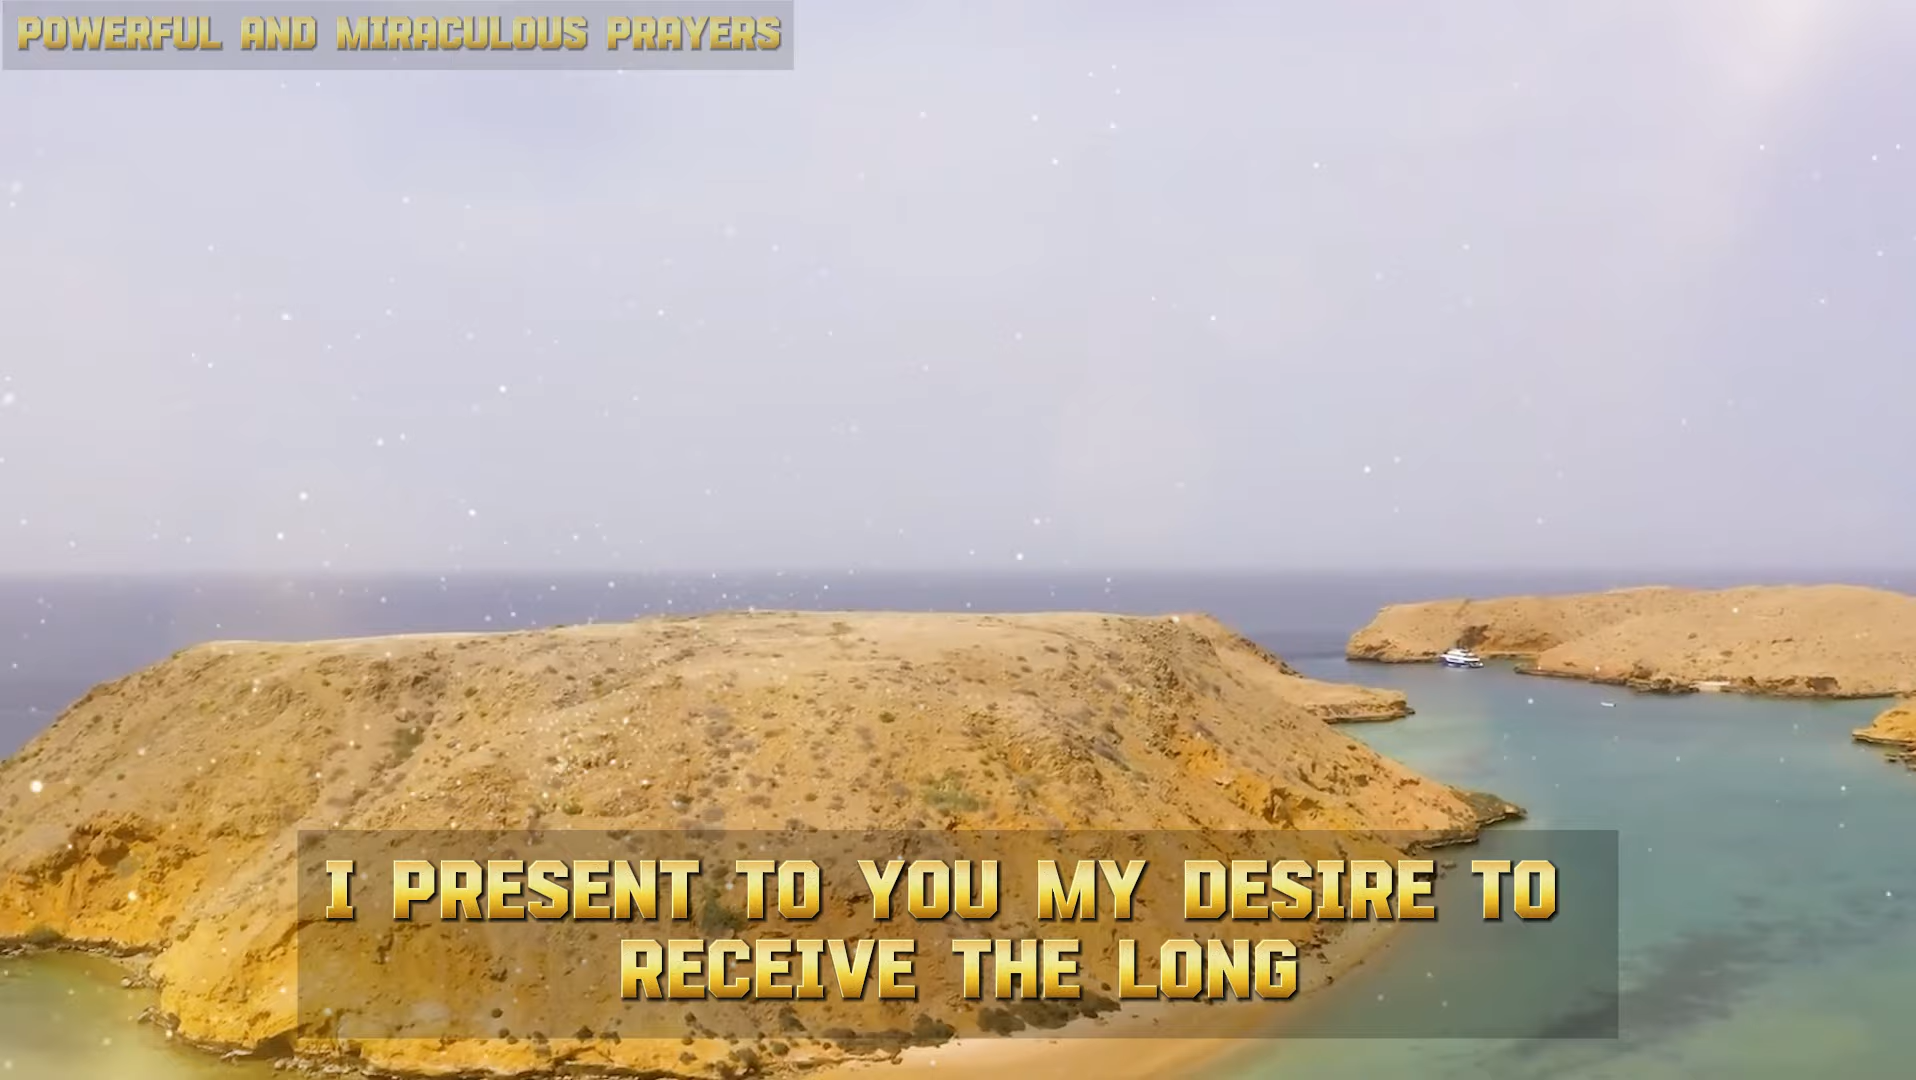 POWERFUL AND MIRACULOUS PRAYERS
I PRESENT TO YOU MY DESIRE TO
RECEIVE THE LONG